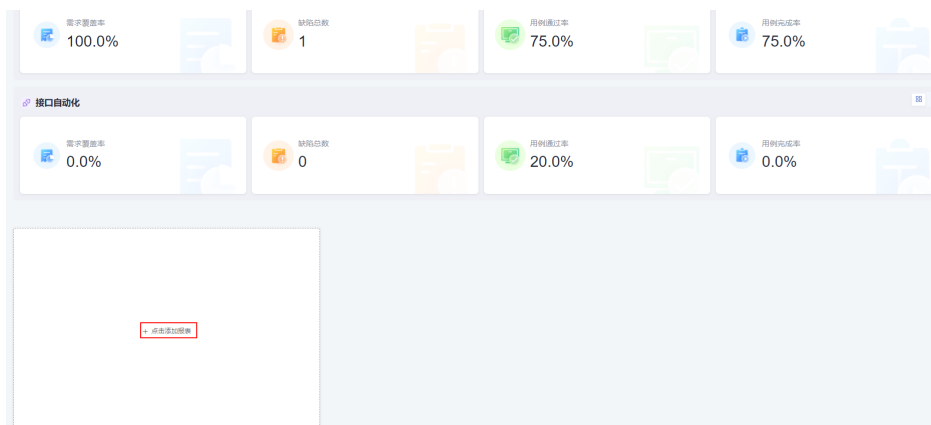 需求覆盖率
100.0%
缺陷总数
1
用例通过率
75.0%
用例完成率
75.0%
接口自动化
需求覆盖率
0.0%
缺陷总数
0
用例通过率
20.0%
用例完成率
0.0%
+ 点击添加报表